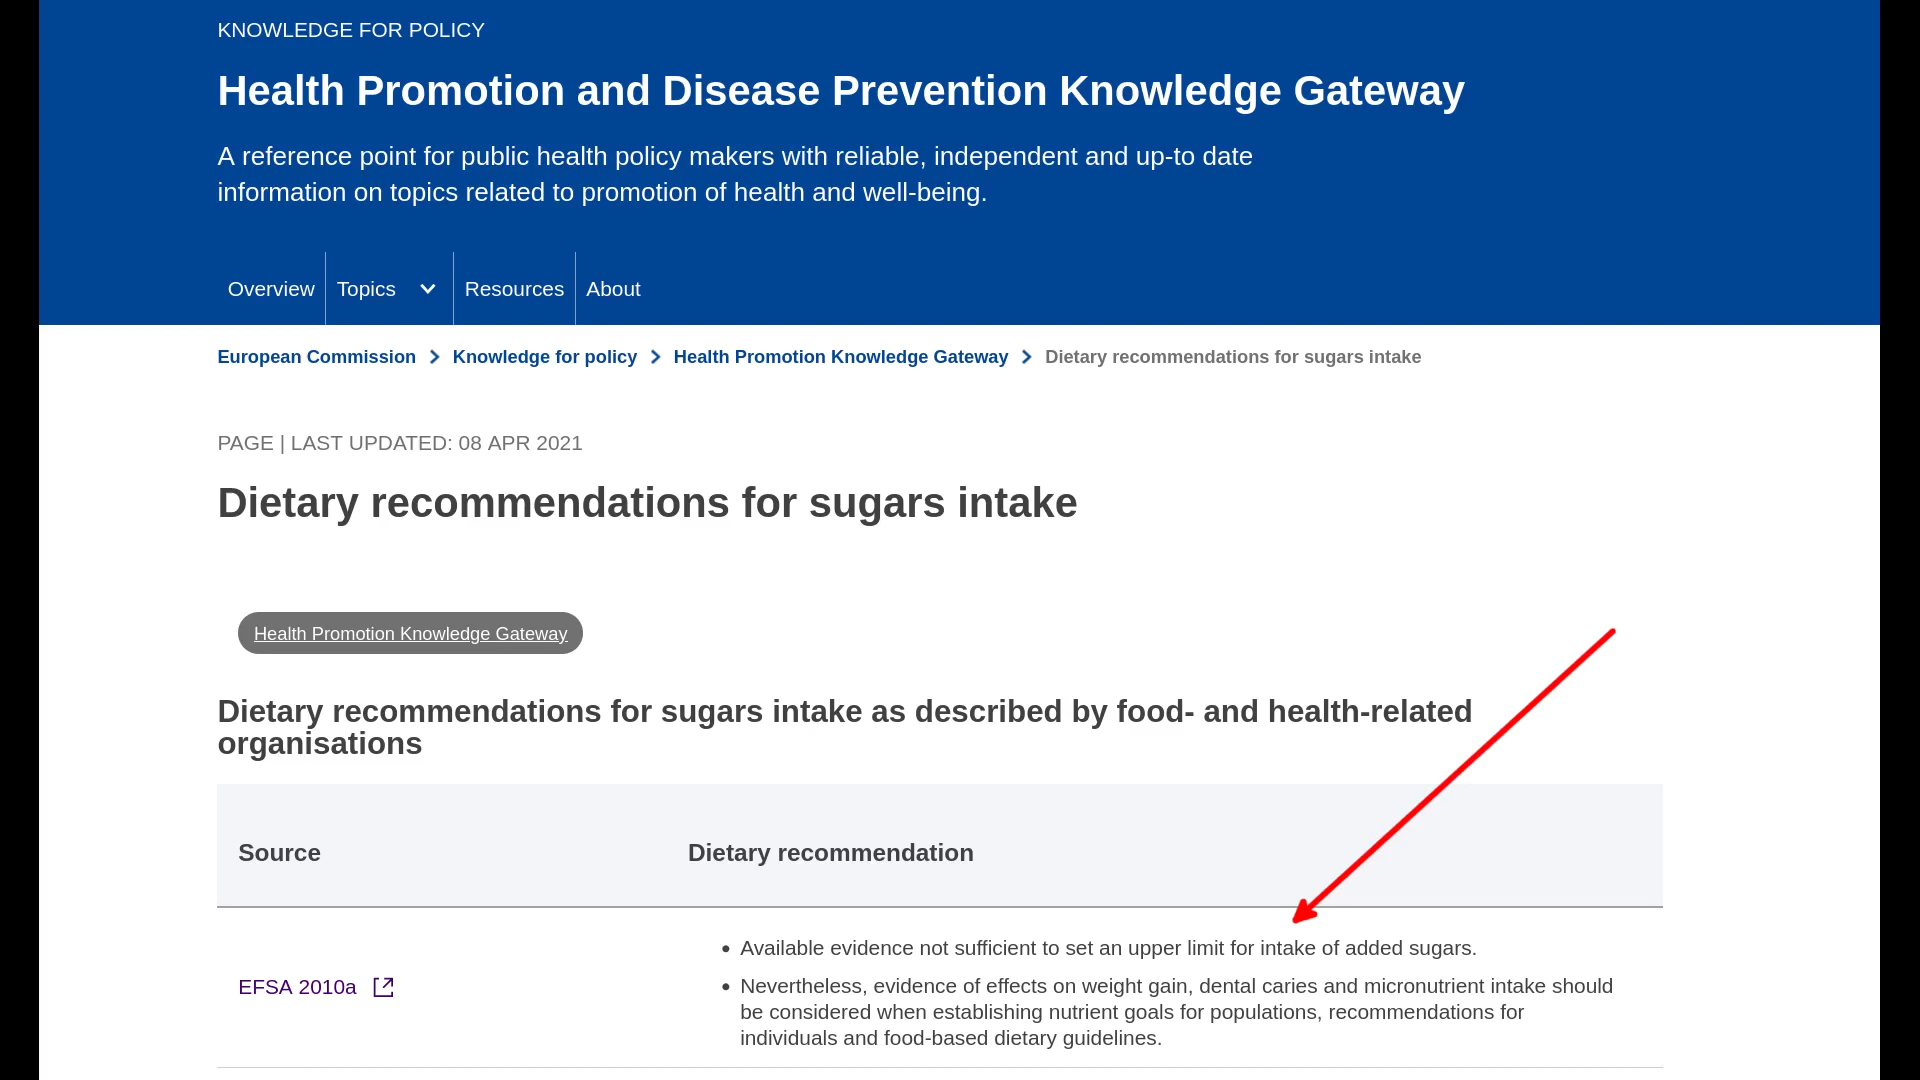 KNOWLEDGE FOR POLICY
Health Promotion and Disease Prevention Knowledge Gateway
A reference point for public health policy makers with reliable, independent and up-to date
information on topics related to promotion of health and well-being.
Overview Topics Resources About
European Commission Knowledge for policy Health Promotion Knowledge Gateway Dietary recommendations for sugars intake
PAGE | LAST UPDATED: 08 APR 2021
Dietary recommendations for sugars intake
Health Promotion Knowledge Gateway
Dietary recommendations for sugars intake as described by food- and health-related
organisations
Source Dietary recommendation
EFSA 2010a
• Available evidence not sufficient to set an upper limit for intake of added sugars.
• Nevertheless, evidence of effects on weight gain, dental caries and micronutrient intake should
be considered when establishing nutrient goals for populations, recommendations for
individuals and food-based dietary guidelines.